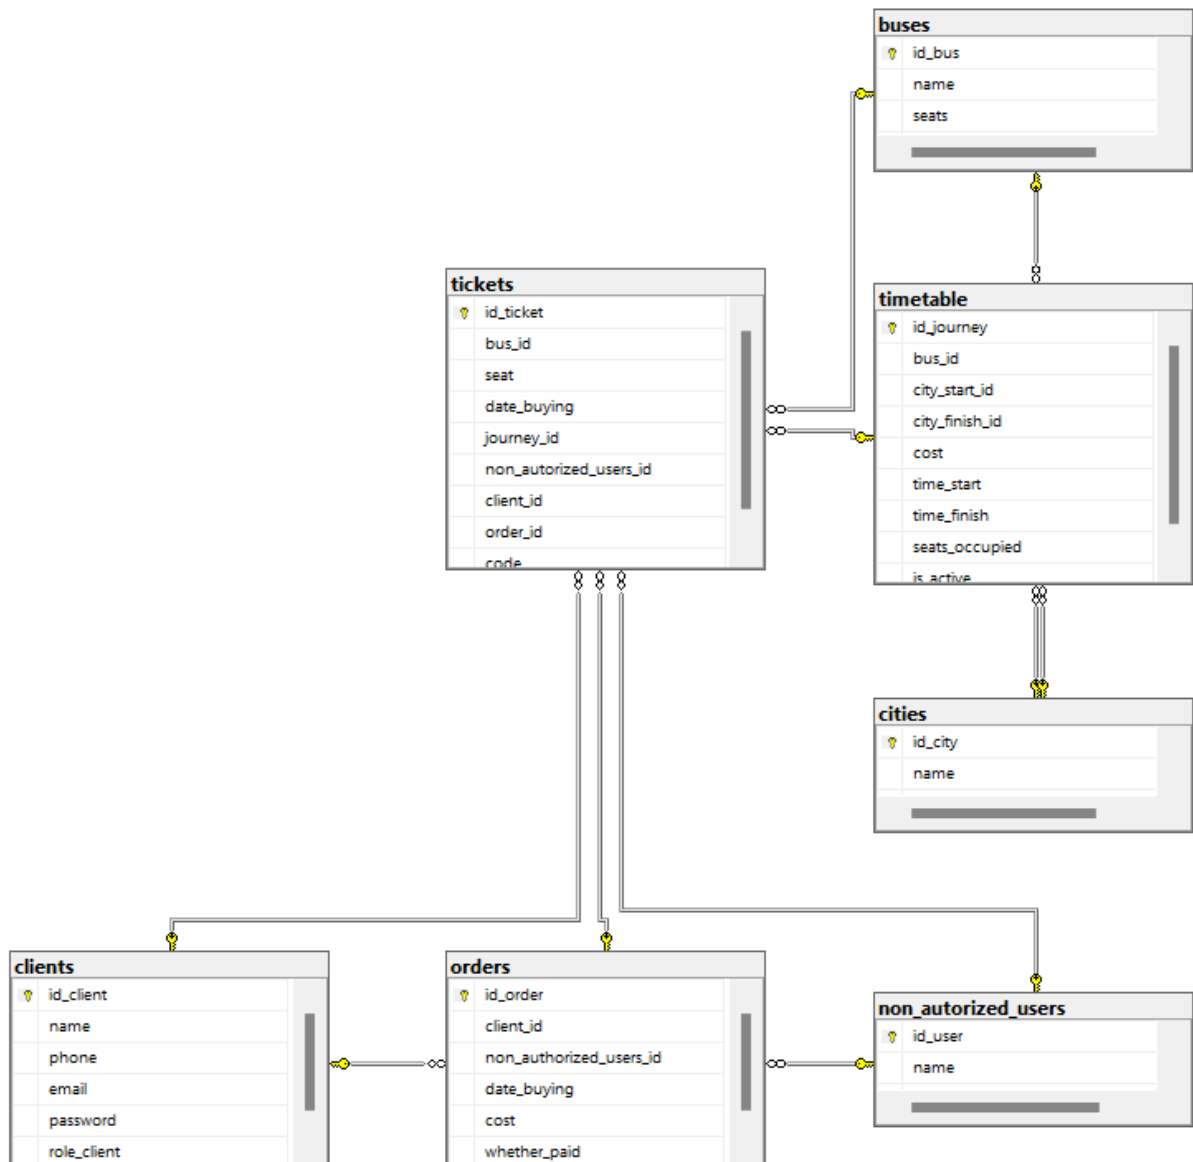 buses
id_bus
name
seats
tickets
id_ticket
bus_id
seat
date_buying
journey_id
non_autorized_users_id
client_id
order_id
code
timetable
id_journey
bus_id
city_start_id
city_finish_id
cost
time_start
time_finish
seats_occupied
is_active
cities
id_city
name
clients
id_client
name
phone
email
password
role_client
orders
id_order
client_id
non_authorized_users_id
date_buying
cost
whether_paid
non_autorized_users
id_user
name